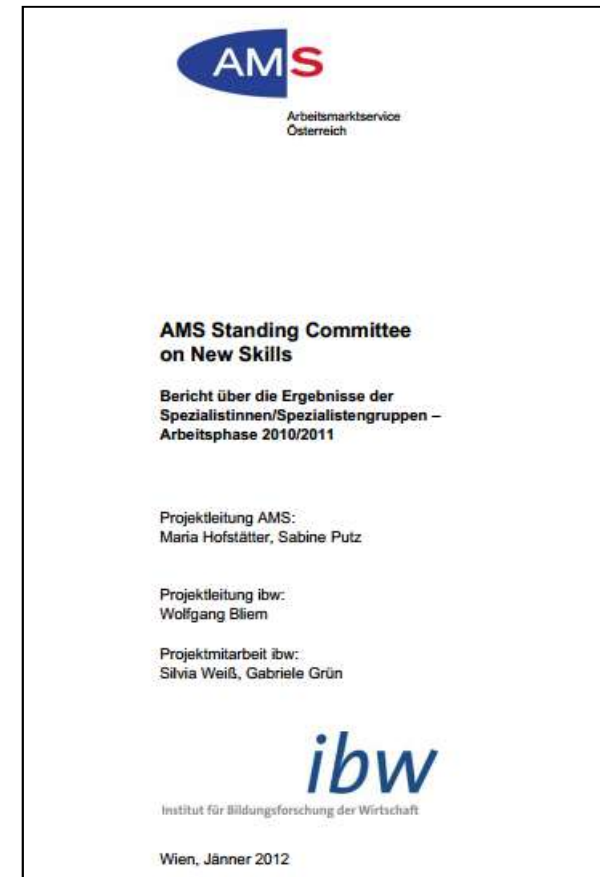 AMS
Arbeitsmarktservice
Österreich
AMS Standing Committee
on New Skills
Bericht über die Ergebnisse der
Spezialistinnen/Spezialistengruppen –
Arbeitsphase 2010/2011
Projektleitung AMS:
Maria Hofstätter, Sabine Putz
Projektleitung ibw:
Wolfgang Bliem
Projektmitarbeit ibw:
Silvia Weiß, Gabriele Grün
ibw
Institut für Bildungsforschung der Wirtschaft
Wien, Jänner 2012